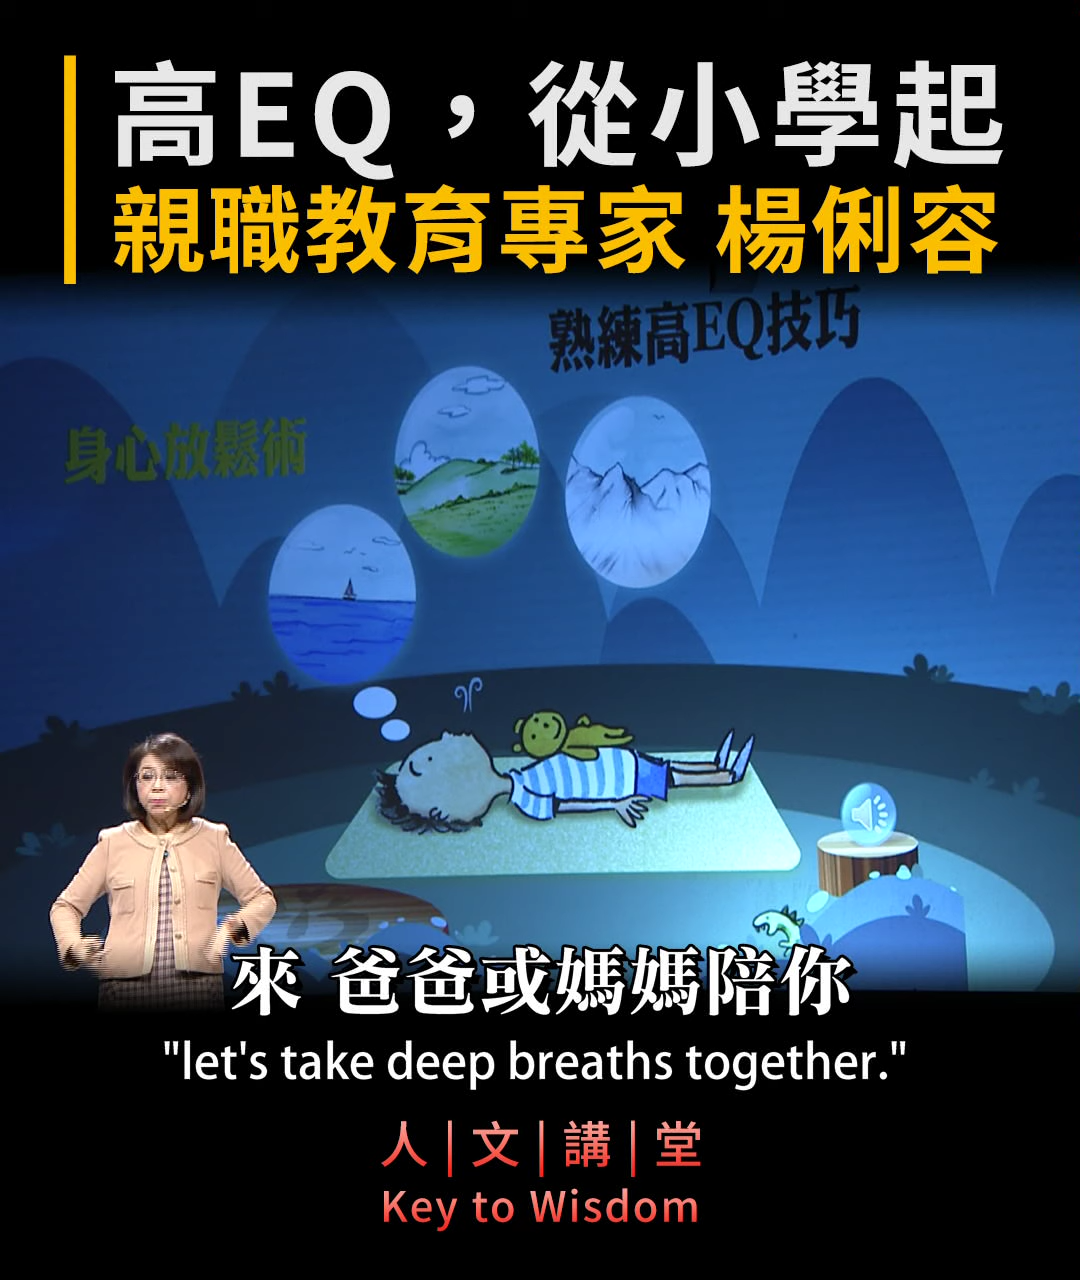 高EQ，從小學起
親職教育專家 楊俐容
熟練高EQ技巧
身心放鬆術
來 爸爸或媽媽陪你
"let's take deep breaths together."
人|文|講|堂
Key to Wisdom